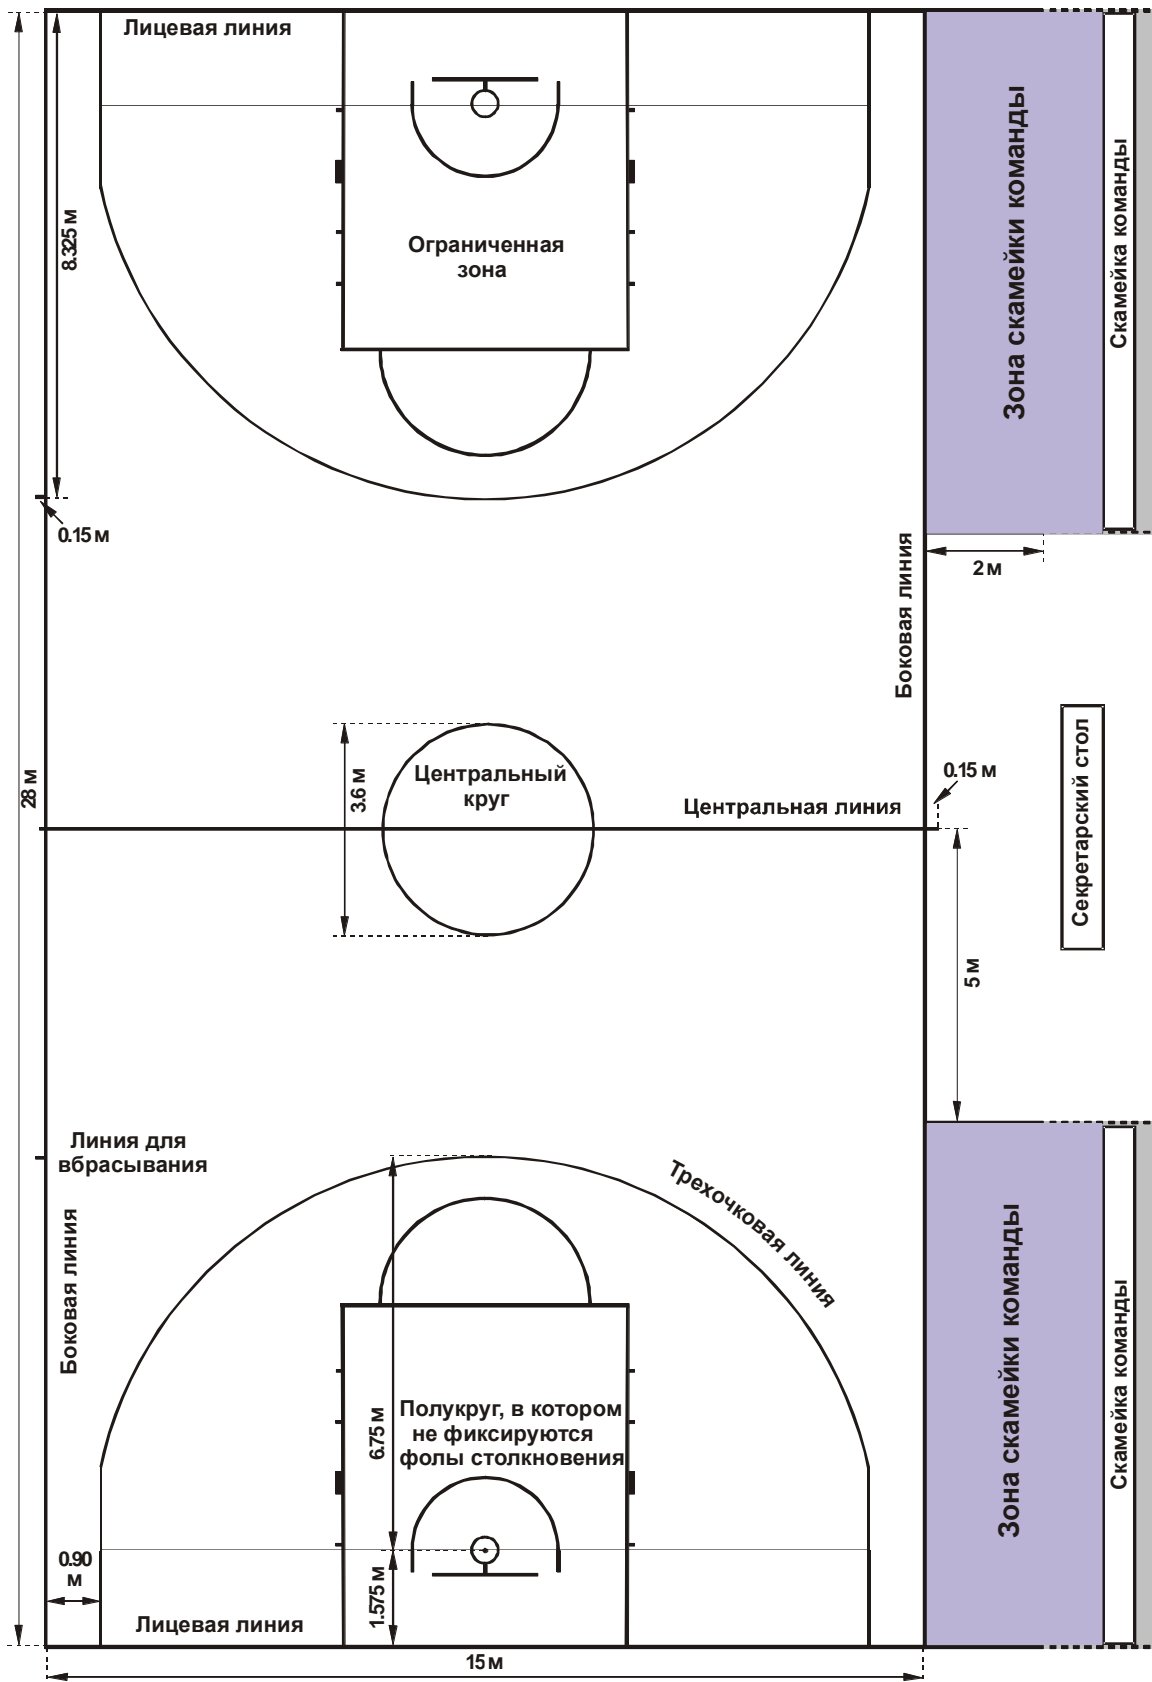 Лицевая линия
Зона скамейки команды
Скамейка команды
8.325 м
Ограниченная
зона
0.15 м
Боковая линия
2 м
28 м
3.6 м
Центральный
круг
Центральная линия
0.15 м
Секретарский стол
5 м
Линия для
вбрасывания
Трехочковая линия
Боковая линия
6.75 м
Полукруг, в котором
не фиксируются
фолы столкновения
Зона скамейки команды
Скамейка команды
0.90
м
1.575 м
Лицевая линия
15 м